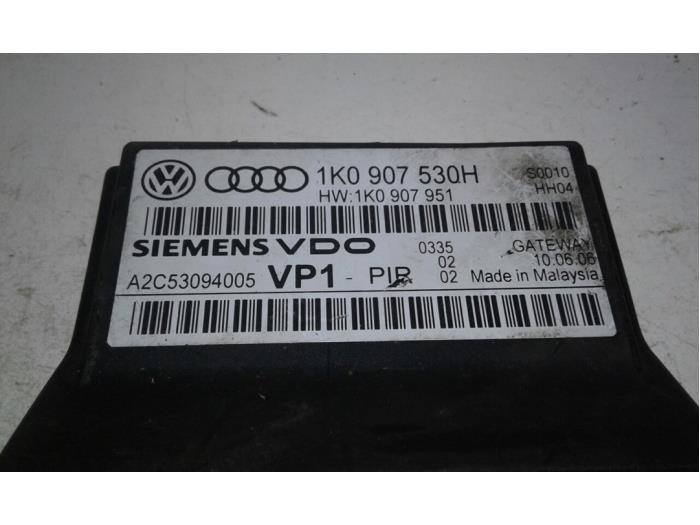 1K0 907 530H
HW:1K0 907 951
S0010
HH04
SIEMENS VDO
A2C53094005 VP1 - PIR
0335
02
02
GATEWAY
10.06.06
Made in Malaysia